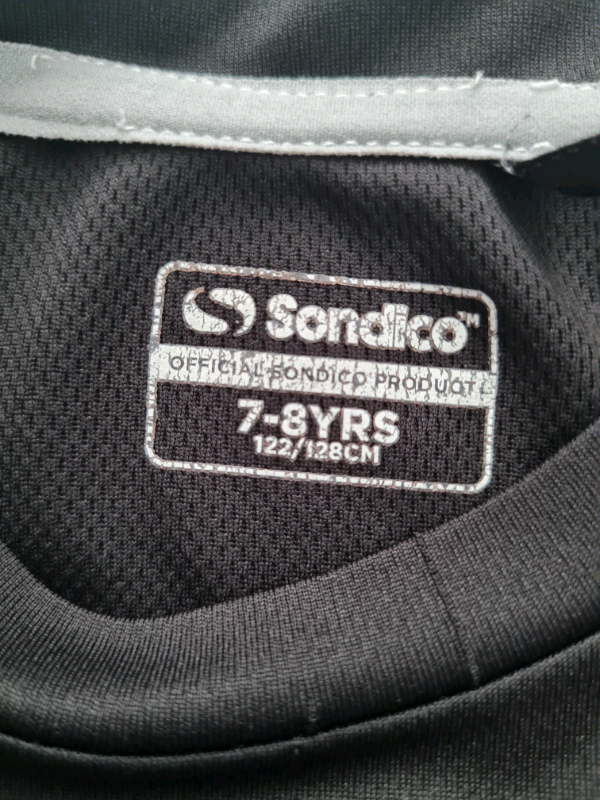 Sondico™
OFFICIAL SONDICO PRODUCT
7-8YRS
122/128CM